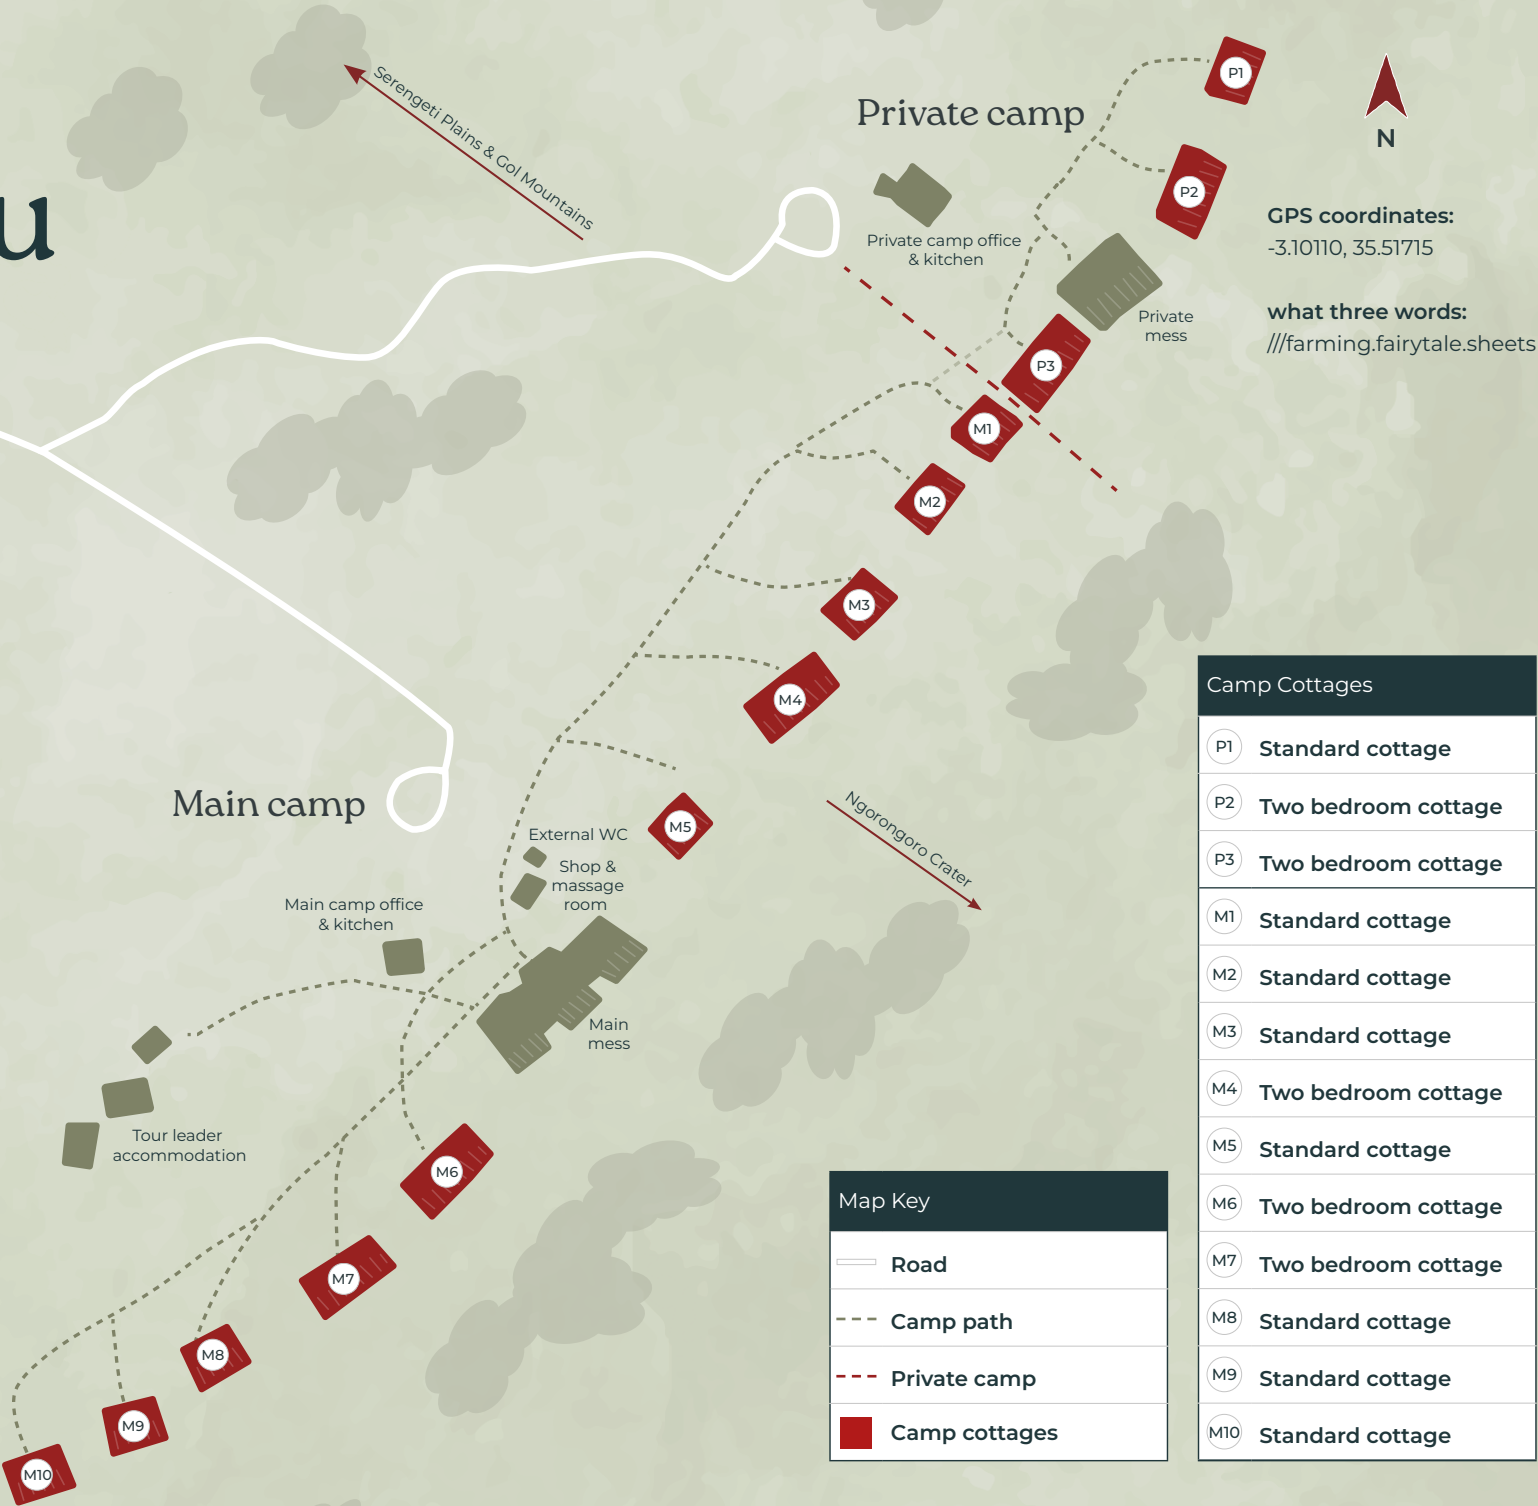 u
Serengeti Plains & Gol Mountains
Private camp
P1
N
P2
Private camp office
& kitchen
GPS coordinates:
-3.10110, 35.51715
Private
mess
what three words:
///farming.fairytale.sheets
P3
M1
M2
M3
M4
Main camp
M5
External WC
Shop &
massage
room
Ngorongoro Crater
Main camp office
& kitchen
Main
mess
Tour leader
accommodation
M6
M7
M8
M9
M10
Map Key
Road
Camp path
Private camp
Camp cottages
Camp Cottages
P1 Standard cottage
P2 Two bedroom cottage
P3 Two bedroom cottage
M1 Standard cottage
M2 Standard cottage
M3 Standard cottage
M4 Two bedroom cottage
M5 Standard cottage
M6 Two bedroom cottage
M7 Two bedroom cottage
M8 Standard cottage
M9 Standard cottage
M10 Standard cottage